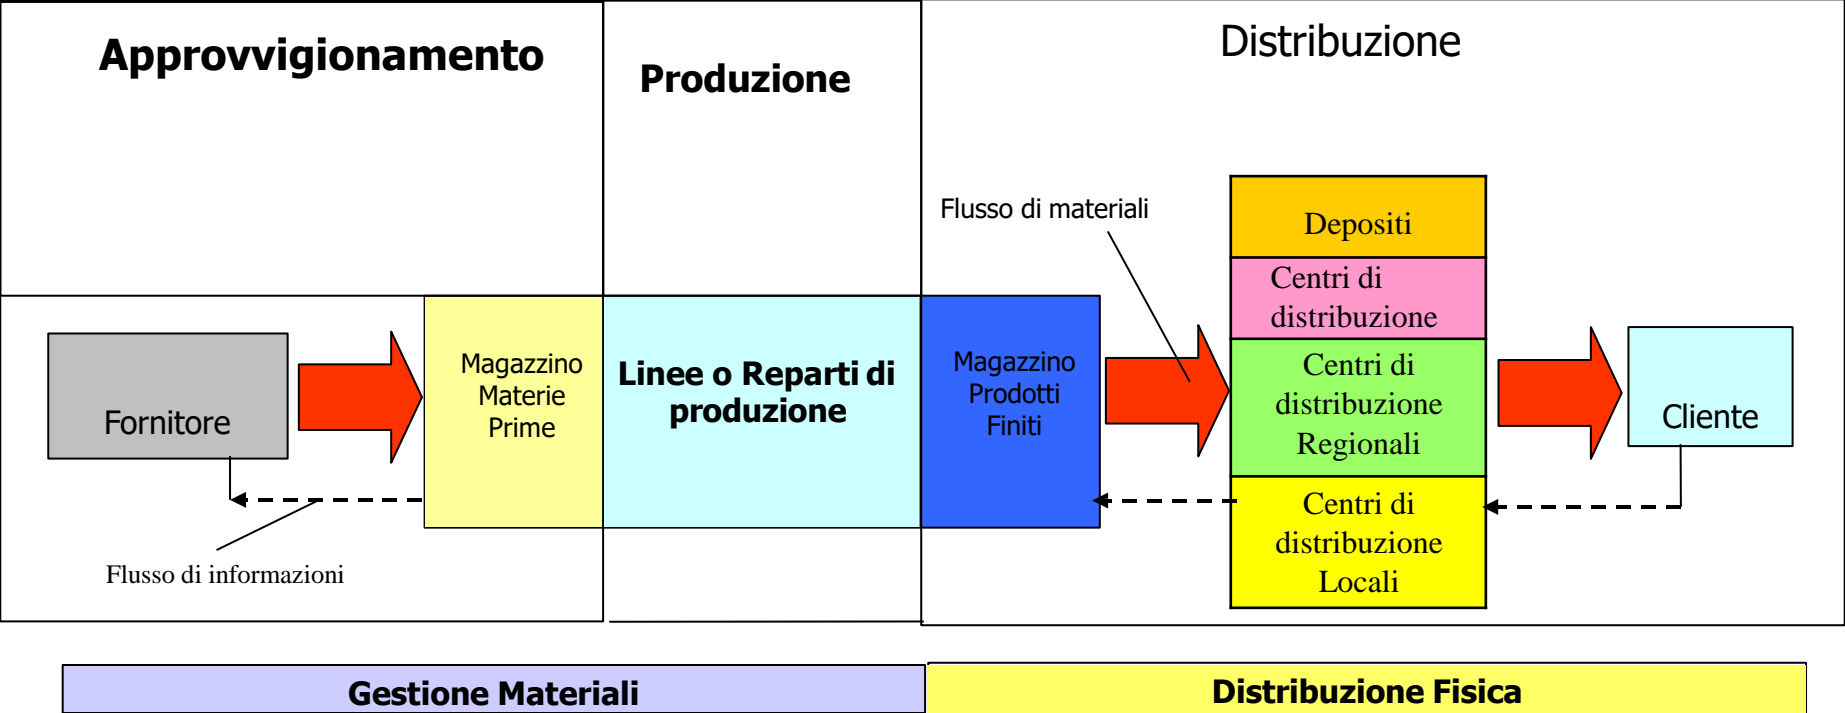 Approvvigionamento
Produzione
Distribuzione
Flusso di materiali
Depositi
Centri di
distribuzione
Fornitore
Magazzino
Materie
Prime
Linee o Reparti di
produzione
Magazzino
Prodotti
Finiti
Centri di
distribuzione
Regionali
Cliente
Centri di
distribuzione
Locali
Flusso di informazioni
Gestione Materiali
Distribuzione Fisica